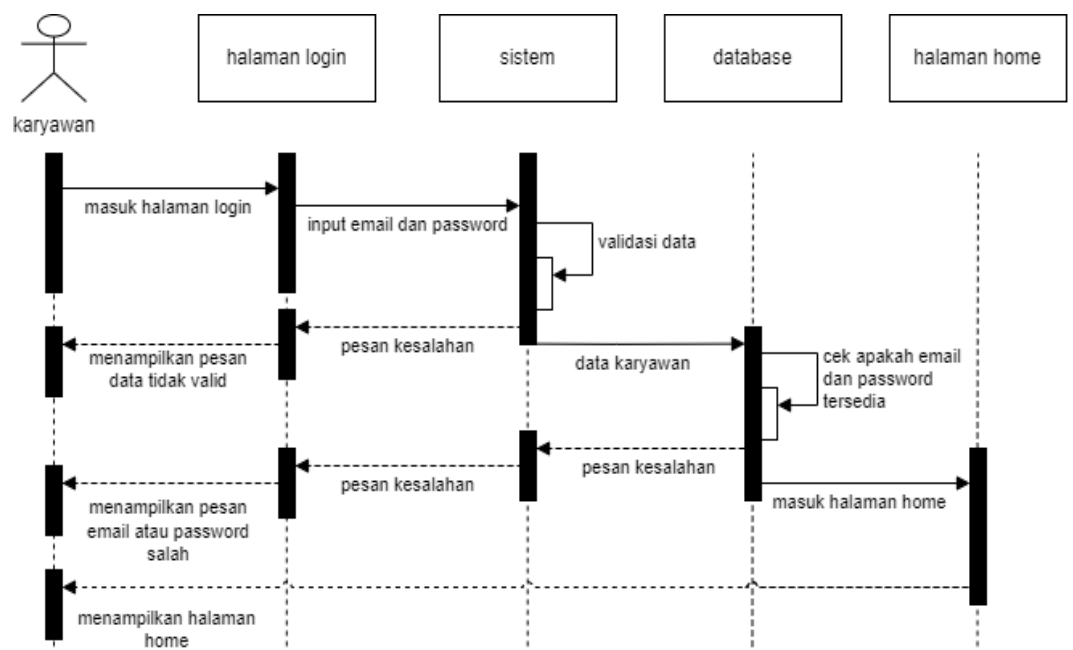 halaman login
sistem
database
halaman home
karyawan
masuk halaman login
input email dan password
validasi data
pesan kesalahan
menampilkan pesan
data tidak valid
data karyawan
cek apakah email
dan password
tersedia
pesan kesalahan
pesan kesalahan
menampilkan pesan
email atau password
salah
masuk halaman home
menampilkan halaman
home